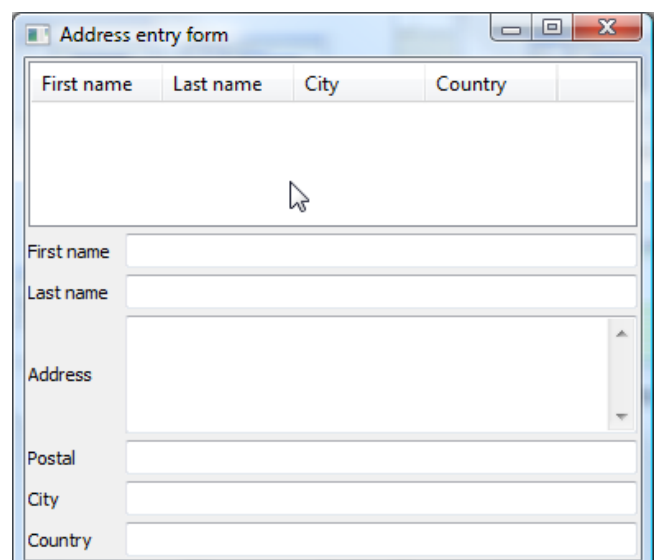 Address entry form
First name Last name City Country
First name
Last name
Address
Postal
City
Country